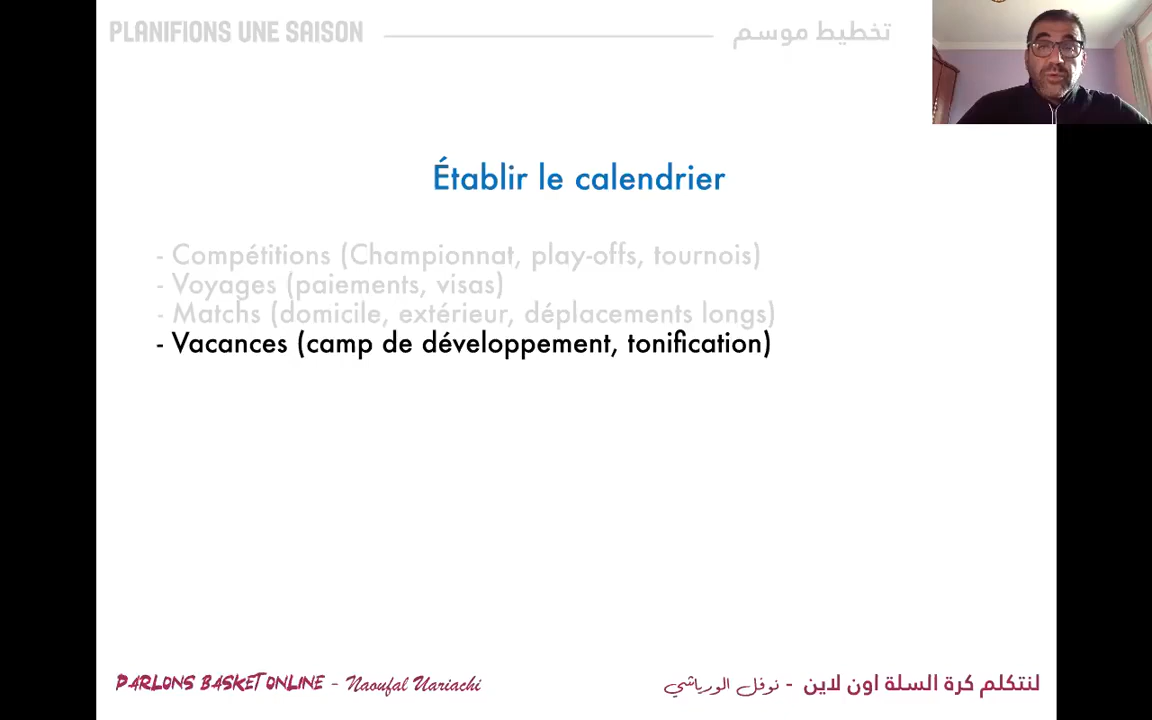 PLANIFIONS UNE SAISON تخطيط موسم
Établir le calendrier
- Compétitions (Championnat, play-offs, tournois)
- Voyages (paiements, visas)
- Matchs (domicile, extérieur, déplacements longs)
- Vacances (camp de développement, tonification)
PARLONS BASKET ONLINE - Naoufal Uariachi لنتكلم كرة السلة اون لاين - نوفل الورياشي